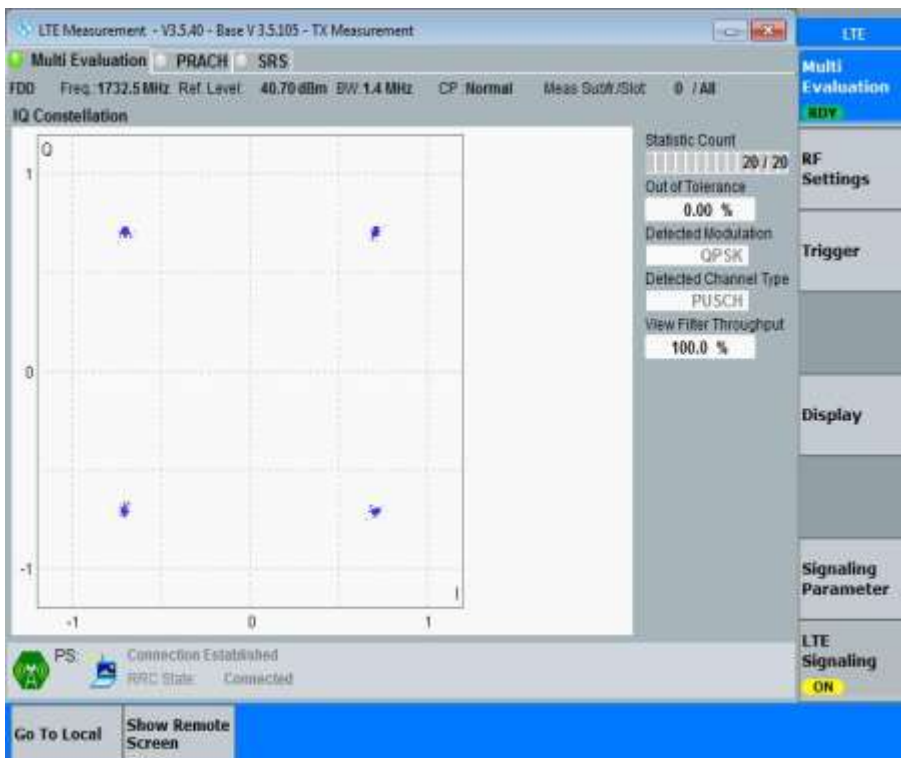 LTE Measurement - V3.5.40 - Base V 3.5.105 - TX Measurement
Multi Evaluation PRACH SRS
FDD Freq: 1732.5 MHz Ref. Level: 40.70 dBm BW: 1.4 MHz CP: Normal Meas Subfr./Slot: 0 / All
IQ Constellation
Q
1
0
-1
-1 0 1
I
Statistic Count
20 / 20
Out of Tolerance
0.00 %
Detected Modulation
QPSK
Detected Channel Type
PUSCH
View Filter Throughput
100.0 %
PS:
Connection Established
RRC State: Connected
Go To Local
Show Remote
Screen
LTE
Multi
Evaluation
RDY
RF
Settings
Trigger
Display
Signaling
Parameter
LTE
Signaling
ON